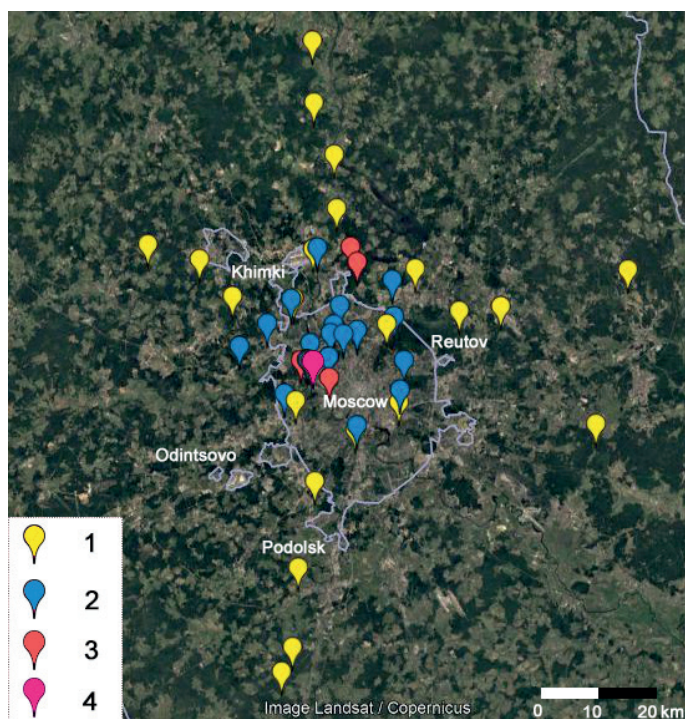 Khimki
Reutov
Moscow
Odintsovo
Podolsk
1
2
3
4
Image Landsat / Copernicus
0 10 20 km